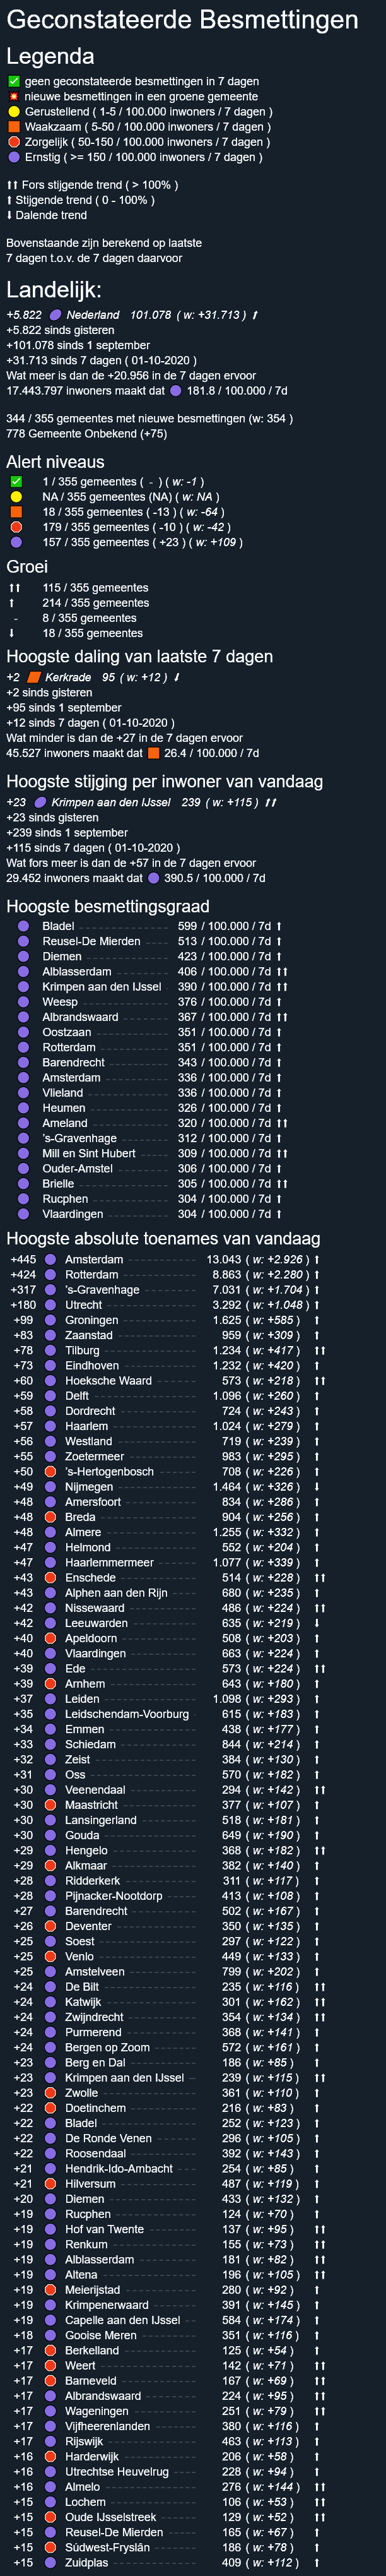 Geconstateerde Besmettingen
Legenda
geen geconstateerde besmettingen in 7 dagen
nieuwe besmettingen in een groene gemeente
Gerustellend ( 1-5 / 100.000 inwoners / 7 dagen )
Waakzaam ( 5-50 / 100.000 inwoners / 7 dagen )
Zorgelijk ( 50-150 / 100.000 inwoners / 7 dagen )
Ernstig ( >= 150 / 100.000 inwoners / 7 dagen )
⬆⬆ Fors stijgende trend ( > 100% )
⬆ Stijgende trend ( 0 - 100% )
⬇ Dalende trend
Bovenstaande zijn berekend op laatste
7 dagen t.o.v. de 7 dagen daarvoor
Landelijk:
+5.822 Nederland 101.078 ( w: +31.713 ) ⬆
+5.822 sinds gisteren
+101.078 sinds 1 september
+31.713 sinds 7 dagen ( 01-10-2020 )
Wat meer is dan de +20.956 in de 7 dagen ervoor
17.443.797 inwoners maakt dat 181.8 / 100.000 / 7d
344 / 355 gemeentes met nieuwe besmettingen (w: 354 )
778 Gemeente Onbekend (+75)
Alert niveaus
1 / 355 gemeentes ( - ) ( w: -1 )
NA / 355 gemeentes (NA) ( w: NA )
18 / 355 gemeentes ( -13 ) ( w: -64 )
179 / 355 gemeentes ( -10 ) ( w: -42 )
157 / 355 gemeentes ( +23 ) ( w: +109 )
Groei
⬆⬆ 115 / 355 gemeentes
⬆ 214 / 355 gemeentes
- 8 / 355 gemeentes
⬇ 18 / 355 gemeentes
Hoogste daling van laatste 7 dagen
+2 Kerkrade 95 ( w: +12 ) ⬇
+2 sinds gisteren
+95 sinds 1 september
+12 sinds 7 dagen ( 01-10-2020 )
Wat minder is dan de +27 in de 7 dagen ervoor
45.527 inwoners maakt dat 26.4 / 100.000 / 7d
Hoogste stijging per inwoner van vandaag
+23 Krimpen aan den IJssel 239 ( w: +115 ) ⬆⬆
+23 sinds gisteren
+239 sinds 1 september
+115 sinds 7 dagen ( 01-10-2020 )
Wat fors meer is dan de +57 in de 7 dagen ervoor
29.452 inwoners maakt dat 390.5 / 100.000 / 7d
Hoogste besmettingsgraad
Bladel 599 / 100.000 / 7d ⬆
Reusel-De Mierden 513 / 100.000 / 7d ⬆
Diemen 423 / 100.000 / 7d ⬆
Alblasserdam 406 / 100.000 / 7d ⬆⬆
Krimpen aan den IJssel 390 / 100.000 / 7d ⬆⬆
Weesp 376 / 100.000 / 7d ⬆
Albrandswaard 367 / 100.000 / 7d ⬆⬆
Oostzaan 351 / 100.000 / 7d ⬆
Rotterdam 351 / 100.000 / 7d ⬆
Barendrecht 343 / 100.000 / 7d ⬆
Amsterdam 336 / 100.000 / 7d ⬆
Vlieland 336 / 100.000 / 7d ⬆
Heumen 326 / 100.000 / 7d ⬆
Ameland 320 / 100.000 / 7d ⬆⬆
's-Gravenhage 312 / 100.000 / 7d ⬆
Mill en Sint Hubert 309 / 100.000 / 7d ⬆⬆
Ouder-Amstel 306 / 100.000 / 7d ⬆
Brielle 305 / 100.000 / 7d ⬆⬆
Rucphen 304 / 100.000 / 7d ⬆
Vlaardingen 304 / 100.000 / 7d ⬆
Hoogste absolute toenames van vandaag
+445 Amsterdam 13.043 ( w: +2.926 ) ⬆
+424 Rotterdam 8.863 ( w: +2.280 ) ⬆
+317 's-Gravenhage 7.031 ( w: +1.704 ) ⬆
+180 Utrecht 3.292 ( w: +1.048 ) ⬆
+99 Groningen 1.625 ( w: +585 ) ⬆
+83 Zaanstad 959 ( w: +309 ) ⬆
+78 Tilburg 1.234 ( w: +417 ) ⬆⬆
+73 Eindhoven 1.232 ( w: +420 ) ⬆
+60 Hoeksche Waard 573 ( w: +218 ) ⬆⬆
+59 Delft 1.096 ( w: +260 ) ⬆
+58 Dordrecht 724 ( w: +243 ) ⬆
+57 Haarlem 1.024 ( w: +279 ) ⬆
+56 Westland 719 ( w: +239 ) ⬆
+55 Zoetermeer 983 ( w: +295 ) ⬆
+50 's-Hertogenbosch 708 ( w: +226 ) ⬆
+49 Nijmegen 1.464 ( w: +326 ) ⬇
+48 Amersfoort 834 ( w: +286 ) ⬆
+48 Breda 904 ( w: +256 ) ⬆
+48 Almere 1.255 ( w: +332 ) ⬆
+47 Helmond 552 ( w: +204 ) ⬆
+47 Haarlemmermeer 1.077 ( w: +339 ) ⬆
+43 Enschede 514 ( w: +228 ) ⬆⬆
+43 Alphen aan den Rijn 680 ( w: +235 ) ⬆
+42 Nissewaard 486 ( w: +224 ) ⬆⬆
+42 Leeuwarden 635 ( w: +219 ) ⬇
+40 Apeldoorn 508 ( w: +203 ) ⬆
+40 Vlaardingen 663 ( w: +224 ) ⬆
+39 Ede 573 ( w: +224 ) ⬆⬆
+39 Arnhem 643 ( w: +180 ) ⬆
+37 Leiden 1.098 ( w: +293 ) ⬆
+35 Leidschendam-Voorburg 615 ( w: +183 ) ⬆
+34 Emmen 438 ( w: +177 ) ⬆
+33 Schiedam 844 ( w: +214 ) ⬆
+32 Zeist 384 ( w: +130 ) ⬆
+31 Oss 570 ( w: +182 ) ⬆
+30 Veenendaal 294 ( w: +142 ) ⬆⬆
+30 Maastricht 377 ( w: +107 ) ⬆
+30 Lansingerland 518 ( w: +181 ) ⬆
+30 Gouda 649 ( w: +190 ) ⬆
+29 Hengelo 368 ( w: +182 ) ⬆⬆
+29 Alkmaar 382 ( w: +140 ) ⬆
+28 Ridderkerk 311 ( w: +117 ) ⬆
+28 Pijnacker-Nootdorp 413 ( w: +108 ) ⬆
+27 Barendrecht 502 ( w: +167 ) ⬆
+26 Deventer 350 ( w: +135 ) ⬆
+25 Soest 297 ( w: +122 ) ⬆
+25 Venlo 449 ( w: +133 ) ⬆
+25 Amstelveen 799 ( w: +202 ) ⬆
+24 De Bilt 235 ( w: +116 ) ⬆⬆
+24 Katwijk 301 ( w: +162 ) ⬆⬆
+24 Zwijndrecht 354 ( w: +134 ) ⬆⬆
+24 Purmerend 368 ( w: +141 ) ⬆
+24 Bergen op Zoom 572 ( w: +161 ) ⬆
+23 Berg en Dal 186 ( w: +85 ) ⬆
+23 Krimpen aan den IJssel 239 ( w: +115 ) ⬆⬆
+23 Zwolle 361 ( w: +110 ) ⬆
+22 Doetinchem 216 ( w: +83 ) ⬆
+22 Bladel 252 ( w: +123 ) ⬆
+22 De Ronde Venen 296 ( w: +105 ) ⬆
+22 Roosendaal 392 ( w: +143 ) ⬆
+21 Hendrik-Ido-Ambacht 254 ( w: +85 ) ⬆
+21 Hilversum 487 ( w: +119 ) ⬆
+20 Diemen 433 ( w: +132 ) ⬆
+19 Rucphen 124 ( w: +70 ) ⬆
+19 Hof van Twente 137 ( w: +95 ) ⬆⬆
+19 Renkum 155 ( w: +73 ) ⬆⬆
+19 Alblasserdam 181 ( w: +82 ) ⬆⬆
+19 Altena 196 ( w: +105 ) ⬆⬆
+19 Meierijstad 280 ( w: +92 ) ⬆
+19 Krimpenerwaard 391 ( w: +145 ) ⬆
+19 Capelle aan den IJssel 584 ( w: +174 ) ⬆
+18 Gooise Meren 351 ( w: +116 ) ⬆
+17 Berkelland 125 ( w: +54 ) ⬆
+17 Weert 142 ( w: +71 ) ⬆⬆
+17 Barneveld 167 ( w: +69 ) ⬆⬆
+17 Albrandswaard 224 ( w: +95 ) ⬆⬆
+17 Wageningen 251 ( w: +79 ) ⬆⬆
+17 Vijfheerenlanden 380 ( w: +116 ) ⬆
+17 Rijswijk 463 ( w: +113 ) ⬆
+16 Harderwijk 206 ( w: +58 ) ⬆
+16 Utrechtse Heuvelrug 228 ( w: +94 ) ⬆
+16 Almelo 276 ( w: +144 ) ⬆⬆
+15 Lochem 106 ( w: +53 ) ⬆⬆
+15 Oude IJsselstreek 129 ( w: +52 ) ⬆⬆
+15 Reusel-De Mierden 165 ( w: +67 ) ⬆
+15 Súdwest-Fryslân 186 ( w: +78 ) ⬆
+15 Zuidplas 409 ( w: +112 ) ⬆